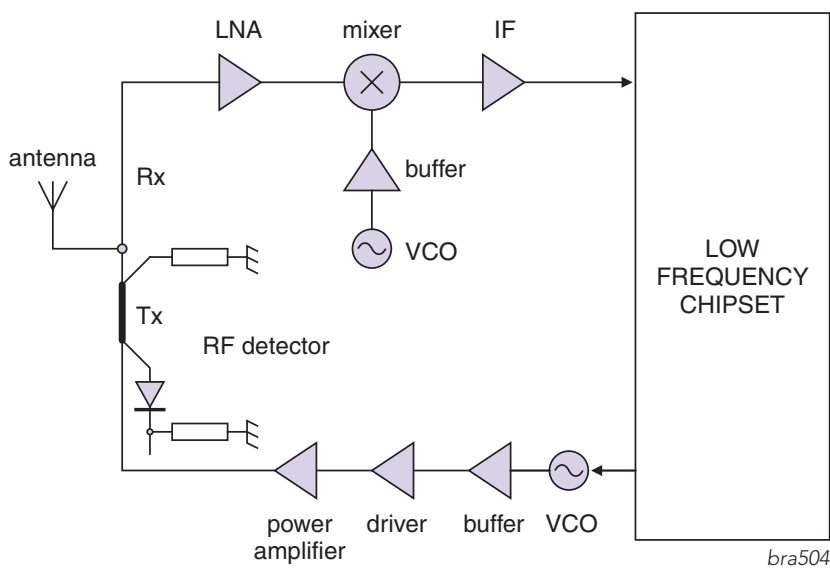 LNA
mixer
IF
antenna
Rx
buffer
VCO
LOW
FREQUENCY
CHIPSET
Tx
RF detector
power
amplifier
driver
buffer
VCO
bra504